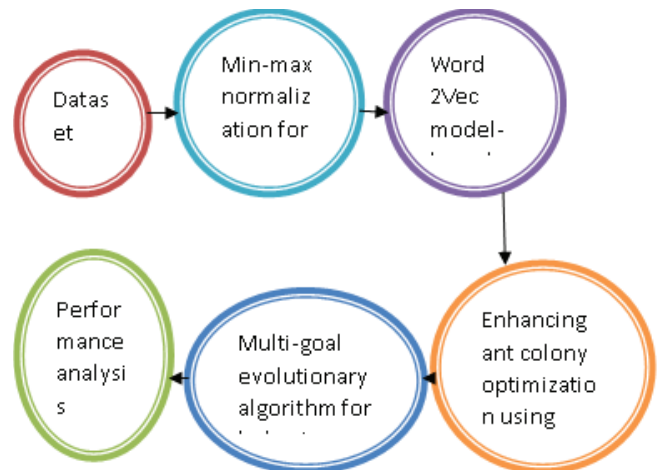 Datas
et
Min-max
normaliz
ation for
Word
2Vec
model-
Enhancing
ant colony
optimizatio
n using
Multi-goal
evolutionary
algorithm for
Perfor
mance
analysi
s